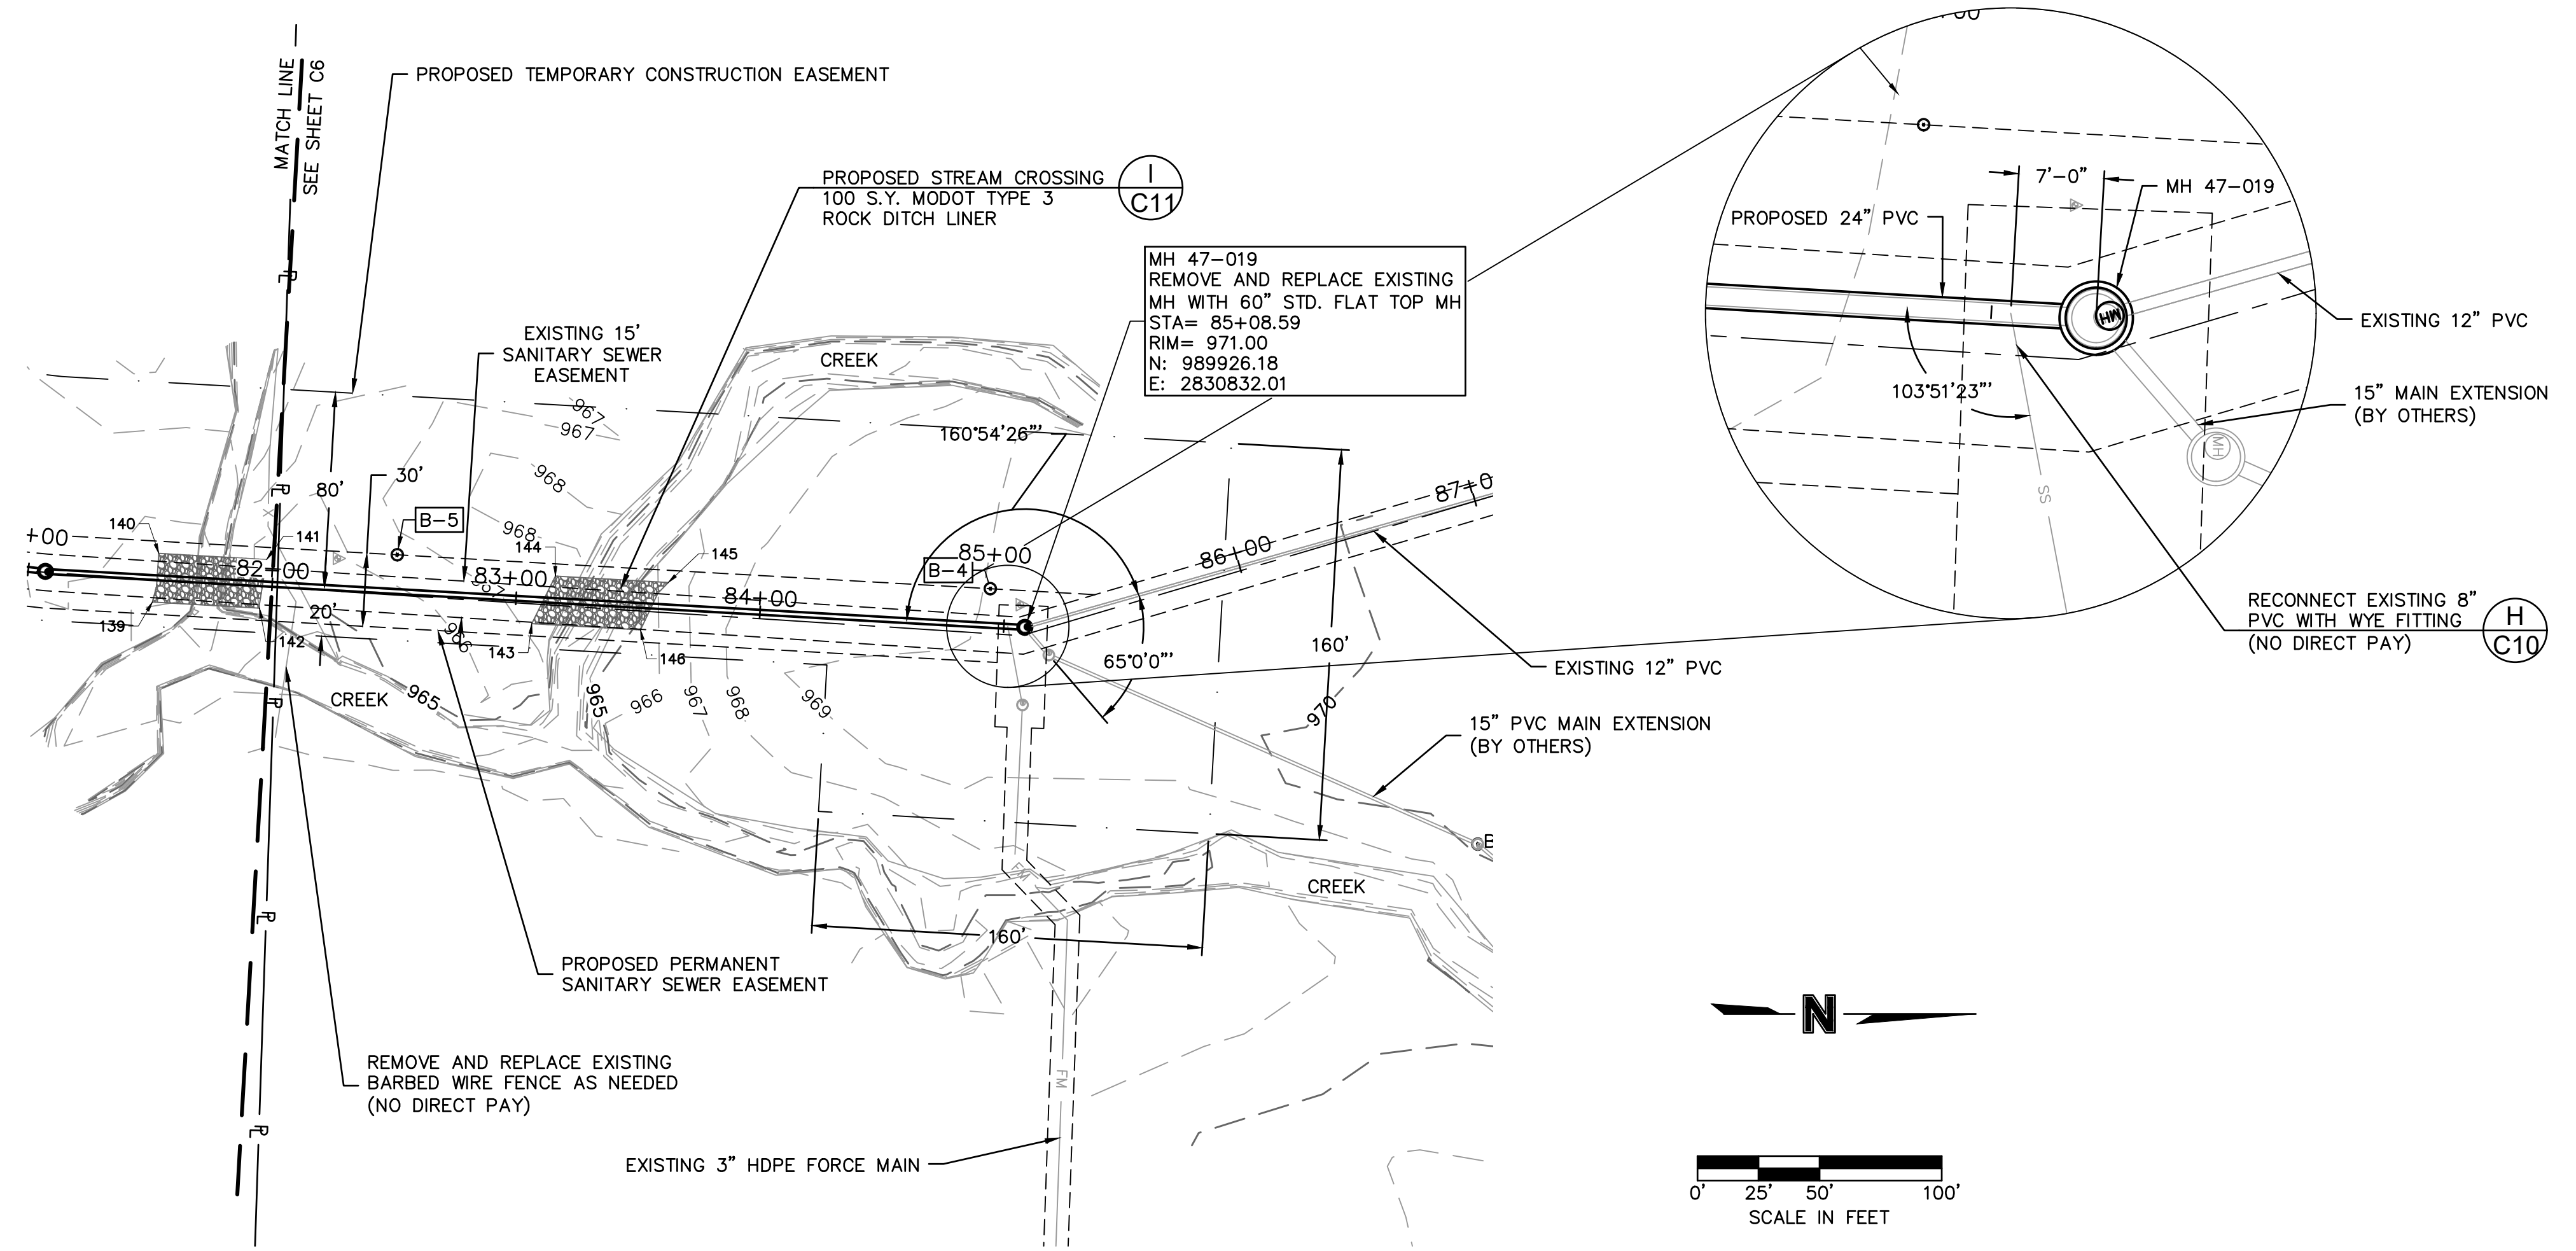 MATCH LINE
SEE SHEET C6
PROPOSED TEMPORARY CONSTRUCTION EASEMENT
PROPOSED STREAM CROSSING
100 S.Y. MODOT TYPE 3
ROCK DITCH LINER
I
C11
MH 47-019
REMOVE AND REPLACE EXISTING
MH WITH 60" STD. FLAT TOP MH
STA= 85+08.59
RIM= 971.00
N: 989926.18
E: 2830832.01
EXISTING 15'
SANITARY SEWER
EASEMENT
CREEK
967
967
968
968
967
966
160°54'26"'
80'
30'
B-5
140
141
+00
82+00
83+00
144
145
84+00
85+00
B-4
86+00
87+0
139
142
20'
143
146
965
965
966
967
968
969
970
CREEK
65°0'0"'
160'
160'
EXISTING 12" PVC
15" PVC MAIN EXTENSION
(BY OTHERS)
CREEK
PROPOSED PERMANENT
SANITARY SEWER EASEMENT
REMOVE AND REPLACE EXISTING
BARBED WIRE FENCE AS NEEDED
(NO DIRECT PAY)
EXISTING 3" HDPE FORCE MAIN
FM
FM
PL
PL
PL
PL
PL
7'-0"
MH 47-019
PROPOSED 24" PVC
MH
EXISTING 12" PVC
103°51'23"'
15" MAIN EXTENSION
(BY OTHERS)
MH
SS
RECONNECT EXISTING 8"
PVC WITH WYE FITTING
(NO DIRECT PAY)
H
C10
N
0'
25'
50'
100'
SCALE IN FEET